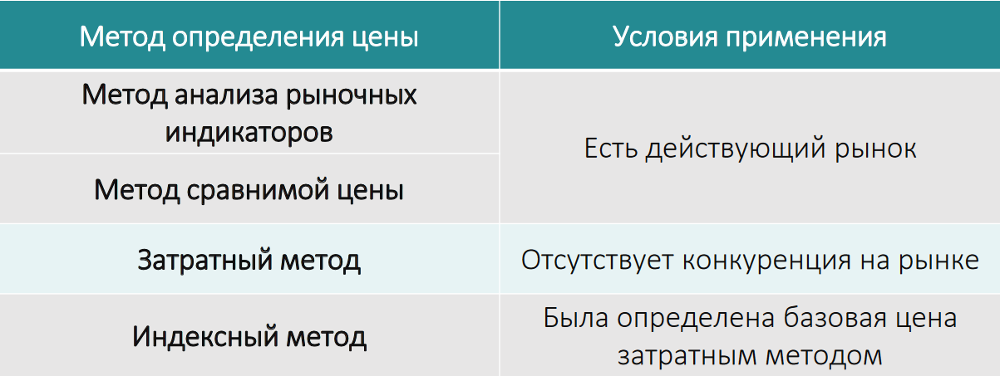 Метод определения цены
Условия применения
Метод анализа рыночных
индикаторов
Есть действующий рынок
Метод сравнимой цены
Затратный метод
Отсутствует конкуренция на рынке
Индексный метод
Была определена базовая цена
затратным методом